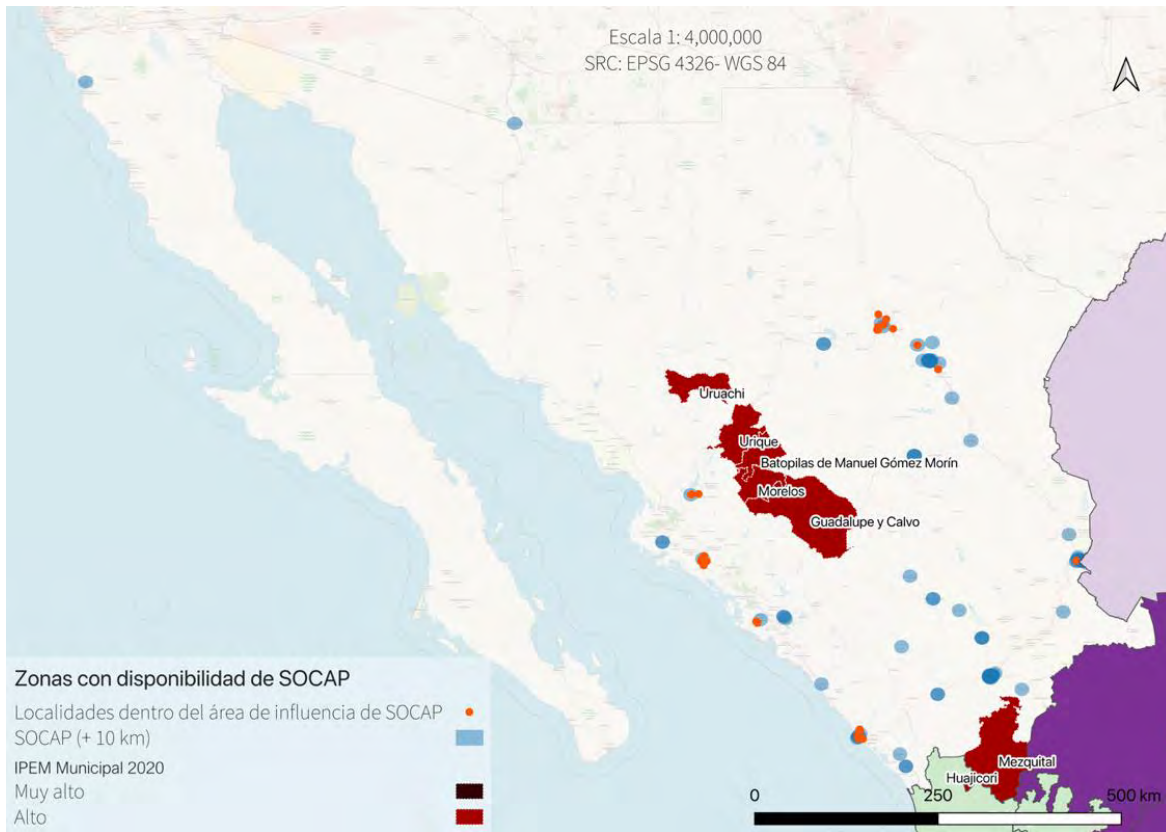 Escala 1: 4,000,000
SRC: EPSG 4326- WGS 84
Uruachi
Urique
Batopilas de Manuel Gómez Morín
Morelos
Guadalupe y Calvo
Mezquital
Huajicori
Zonas con disponibilidad de SOCAP
Localidades dentro del área de influencia de SOCAP
SOCAP (+ 10 km)
IPEM Municipal 2020
Muy alto
Alto
0 250 500 km